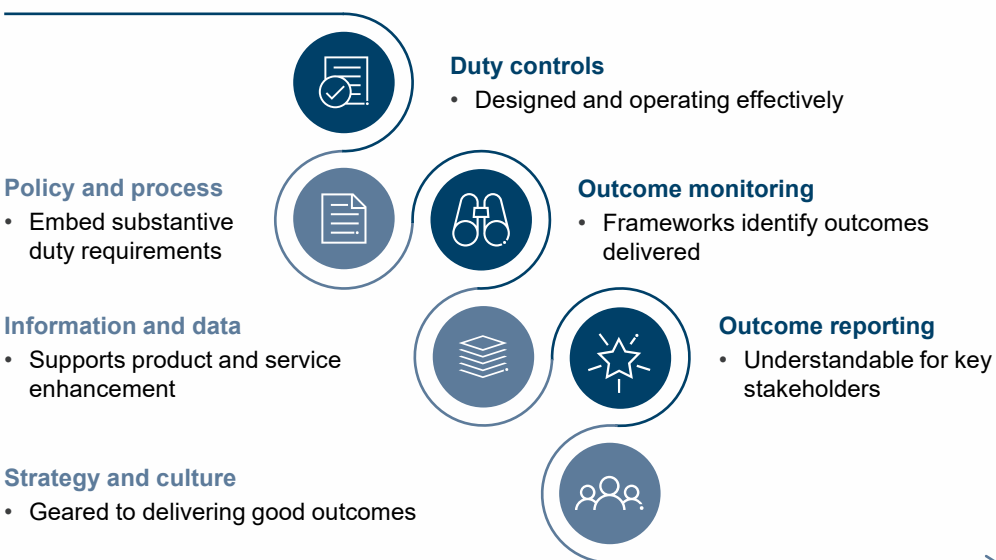 Duty controls
• Designed and operating effectively
Policy and process
• Embed substantive
duty requirements
Outcome monitoring
• Frameworks identify outcomes
delivered
Information and data
• Supports product and service
enhancement
Outcome reporting
• Understandable for key
stakeholders
Strategy and culture
• Geared to delivering good outcomes